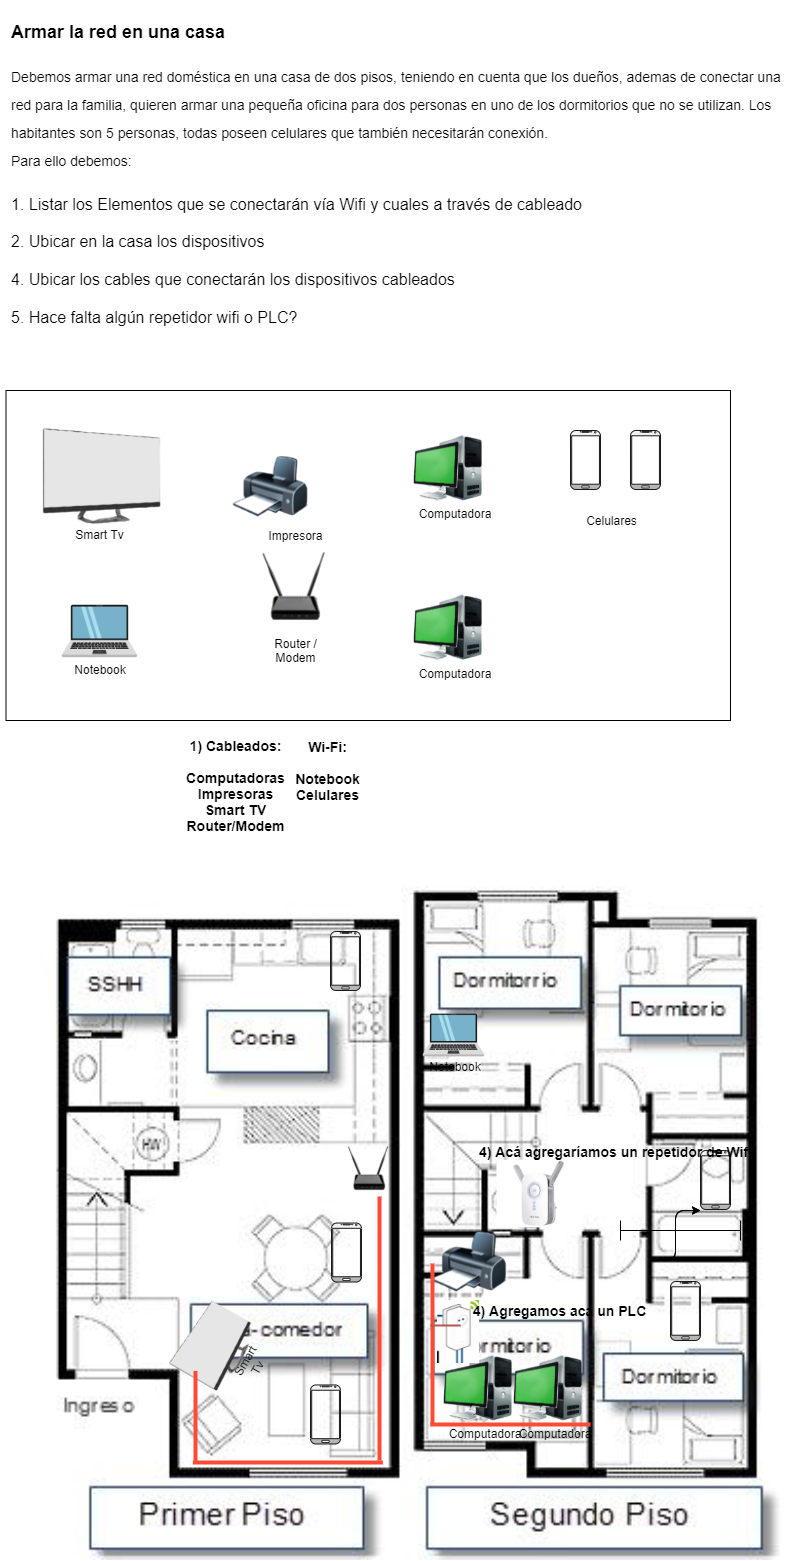 Armar la red en una casa
Debemos armar una red doméstica en una casa de dos pisos, teniendo en cuenta que los dueños, ademas de conectar una
red para la familia, quieren armar una pequeña oficina para dos personas en uno de los dormitorios que no se utilizan. Los
habitantes son 5 personas, todas poseen celulares que también necesitarán conexión.
Para ello debemos:
1. Listar los Elementos que se conectarán vía Wifi y cuales a través de cableado
2. Ubicar en la casa los dispositivos
4. Ubicar los cables que conectarán los dispositivos cableados
5. Hace falta algún repetidor wifi o PLC?
Smart Tv
Impresora
Computadora
Celulares
Notebook
Router /
Modem
Computadora
1) Cableados:
Computadoras
Impresoras
Smart TV
Router/Modem
Wi-Fi:
Notebook
Celulares
SSHH
Cocina
HW
Smart
Tv
a-comedor
Ingreso
Primer Piso
Dormitorrio
Dormitorio
Notebook
4) Acá agregaríamos un repetidor de Wif
4) Agregamos acá un PLC
rmitorio
Dormitorio
Computadora
Computadora
Segundo Piso